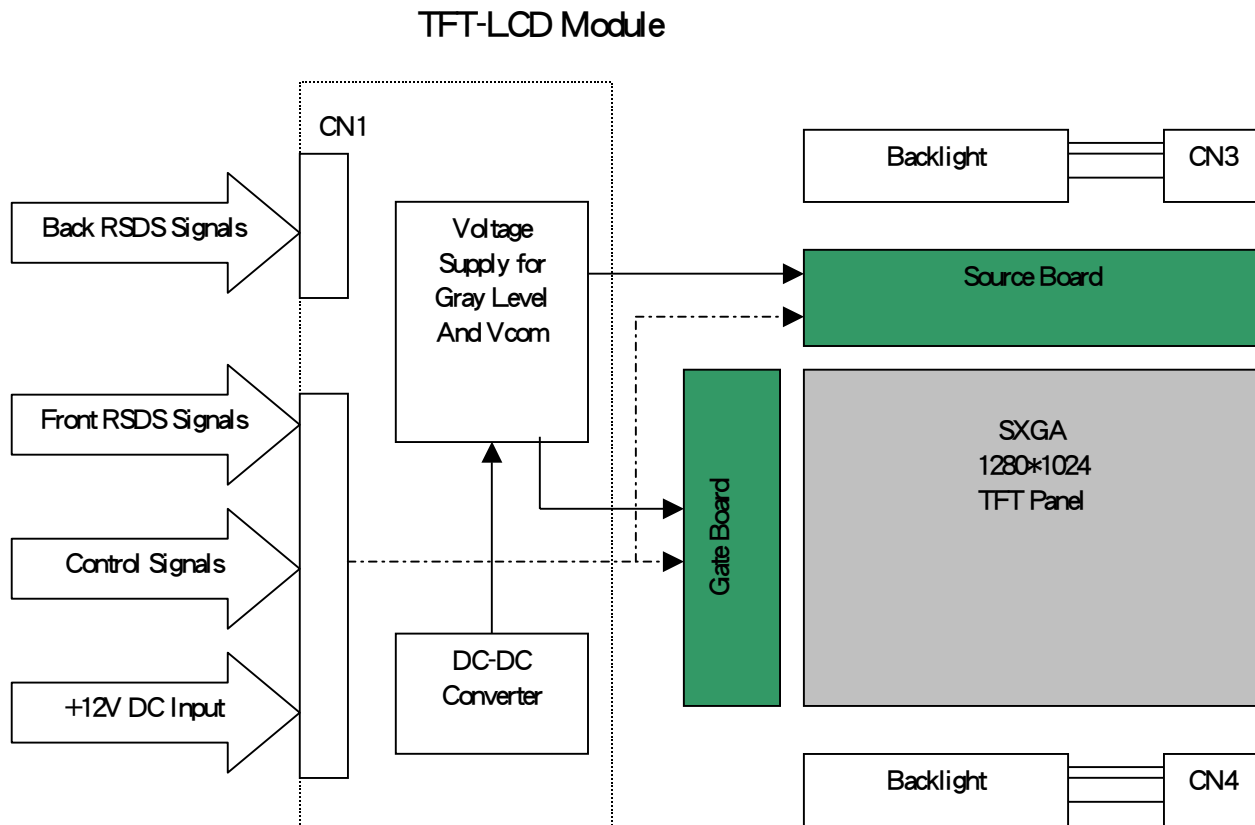 TFT-LCD Module
CN1
Back RSDS Signals
Front RSDS Signals
Control Signals
+12V DC Input
Voltage
Supply for
Gray Level
And Vcom
DC-DC
Converter
Gate Board
Backlight
CN3
Source Board
SXGA
1280*1024
TFT Panel
Backlight
CN4